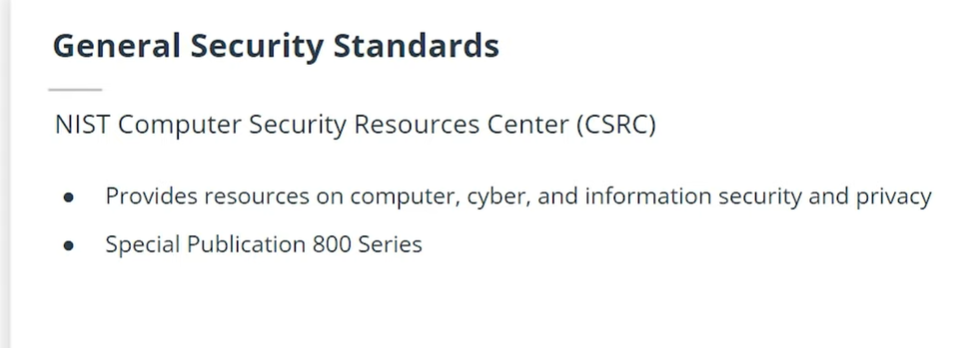 General Security Standards
NIST Computer Security Resources Center (CSRC)
● Provides resources on computer, cyber, and information security and privacy
● Special Publication 800 Series